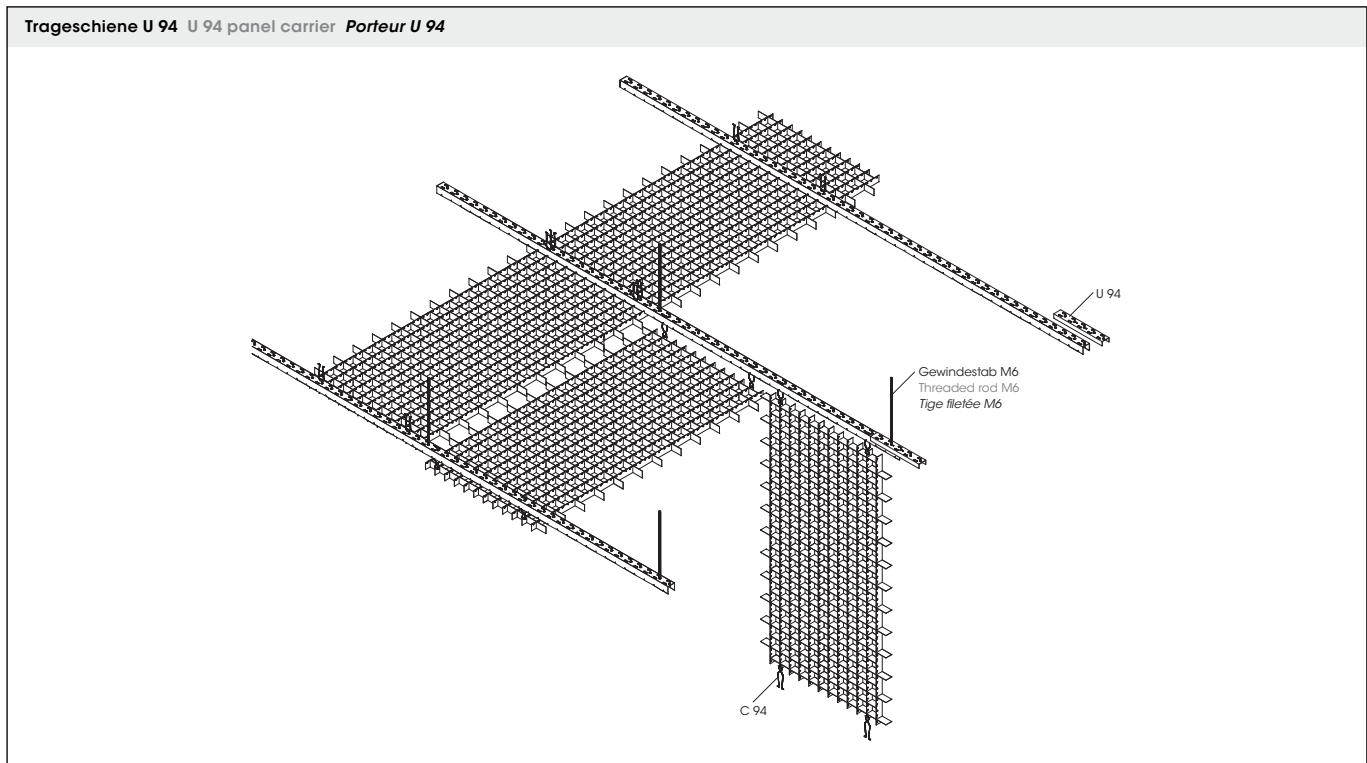 Trageschiene U 94 U 94 panel carrier Porteur U 94
U 94
Gewindestab M6
Threaded rod M6
Tige filetée M6
C 94